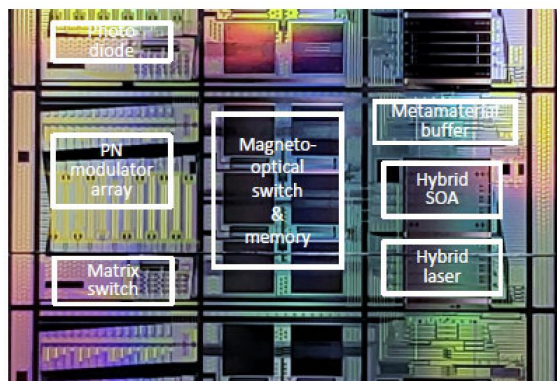 Photo
diode
PN
modulator
array
Matrix
switch
Magneto-
optical
switch
&
memory
Metamaterial
buffer
Hybrid
SOA
Hybrid
laser